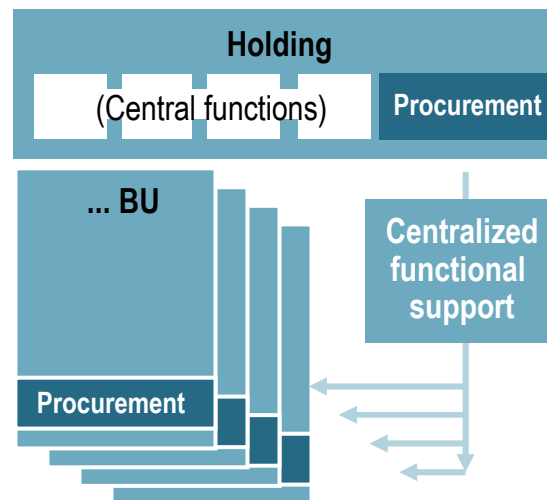 Holding
(Central functions)
Procurement
... BU
Centralized
functional
support
Procurement